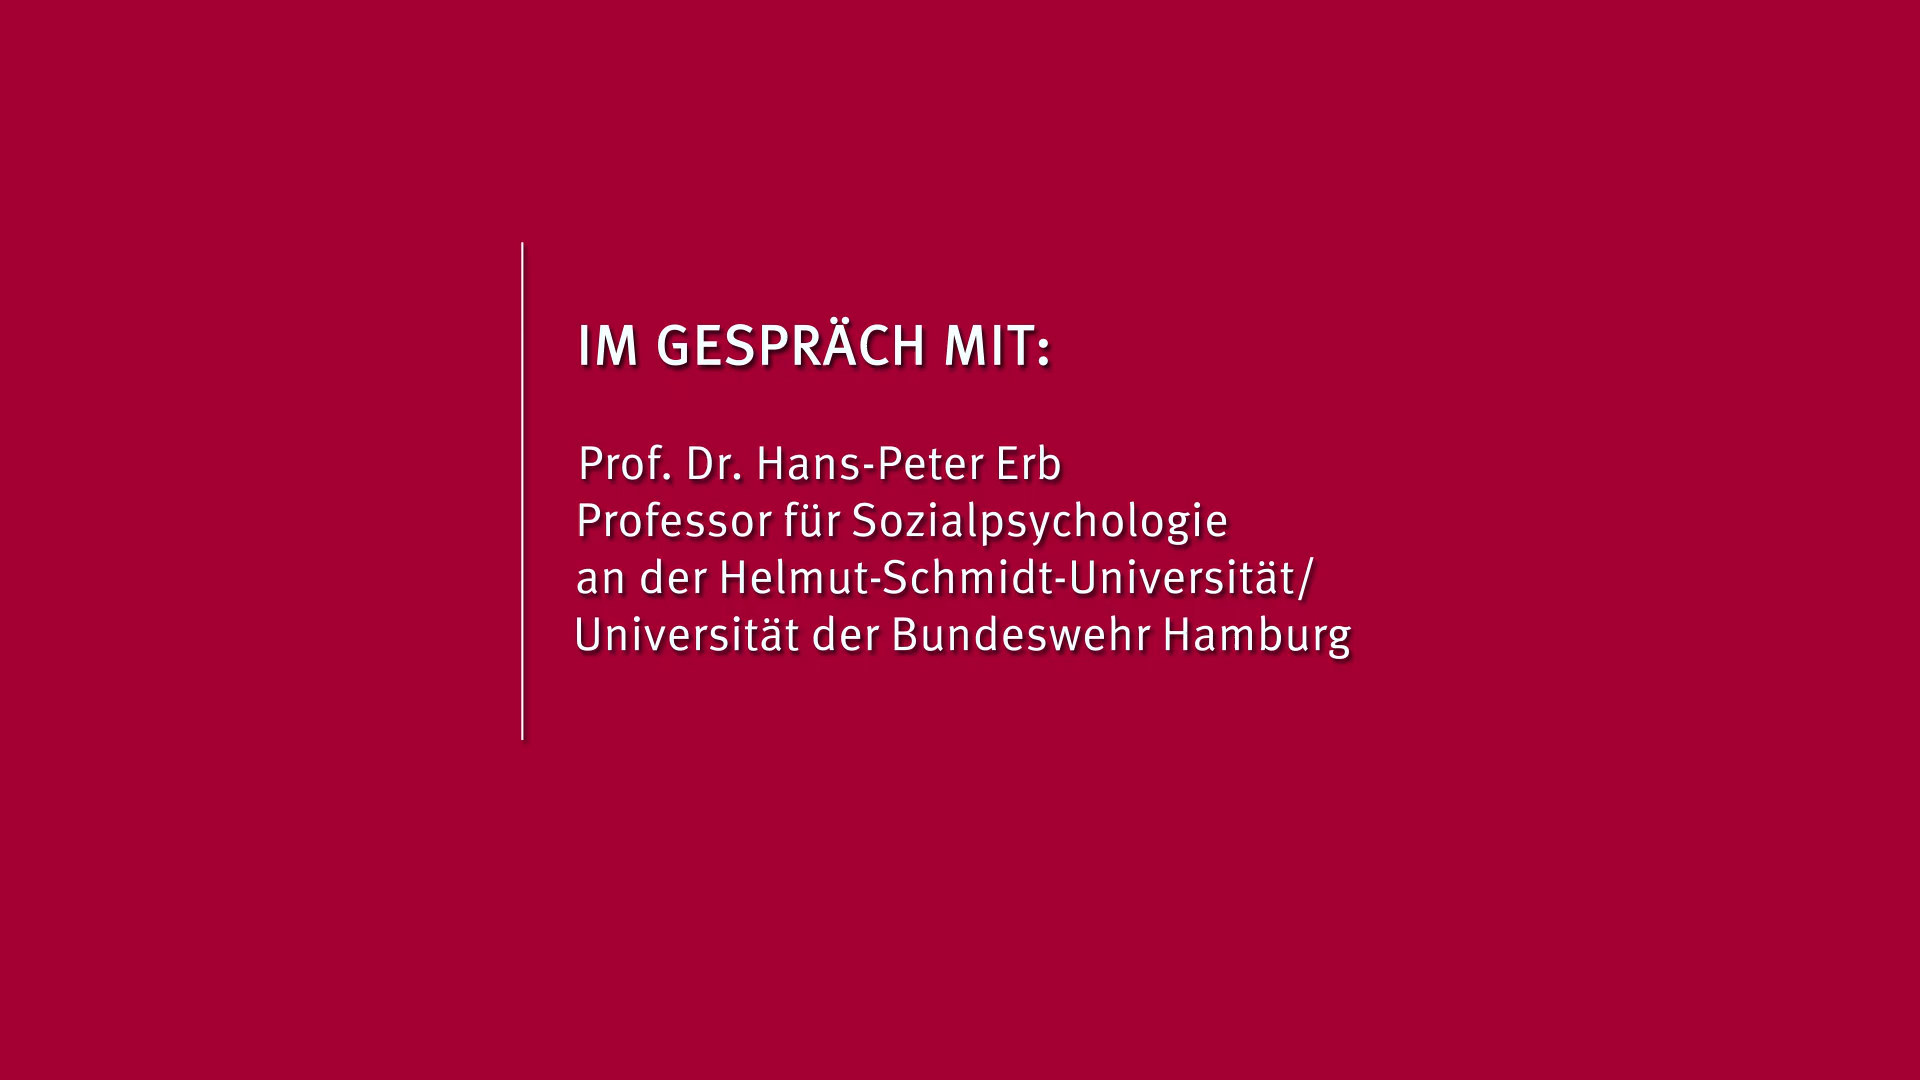 IM GESPRÄCH MIT:
Prof. Dr. Hans-Peter Erb
Professor für Sozialpsychologie
an der Helmut-Schmidt-Universität/
Universität der Bundeswehr Hamburg